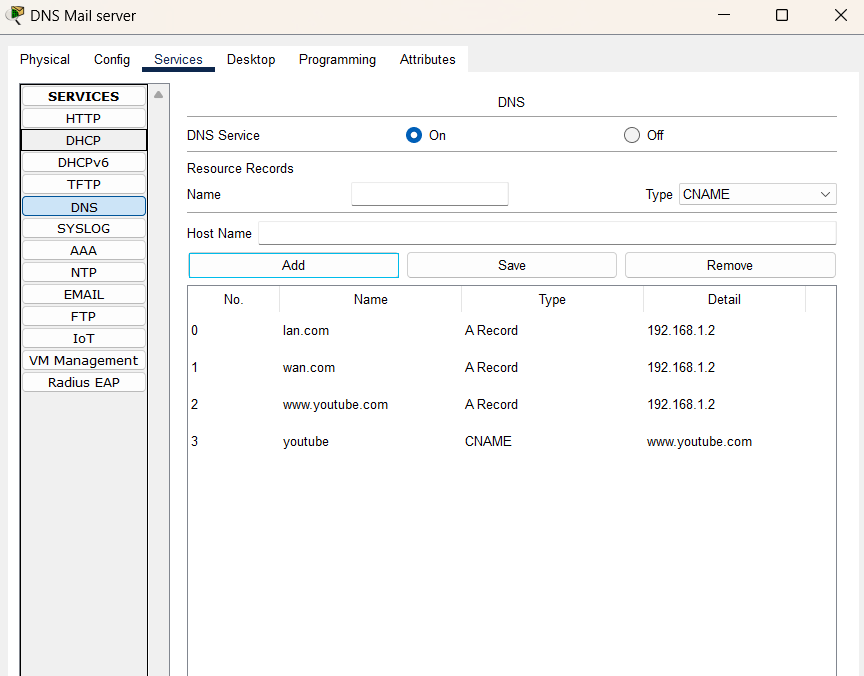 DNS Mail server
Physical Config Services Desktop Programming Attributes
SERVICES
HTTP
DHCP
DHCPv6
TFTP
DNS
SYSLOG
AAA
NTP
EMAIL
FTP
IoT
VM Management
Radius EAP
DNS
DNS Service On Off
Resource Records
Name Type CNAME
Host Name
Add Save Remove
No. Name Type Detail
0 lan.com A Record 192.168.1.2
1 wan.com A Record 192.168.1.2
2 www.youtube.com A Record 192.168.1.2
3 youtube CNAME www.youtube.com